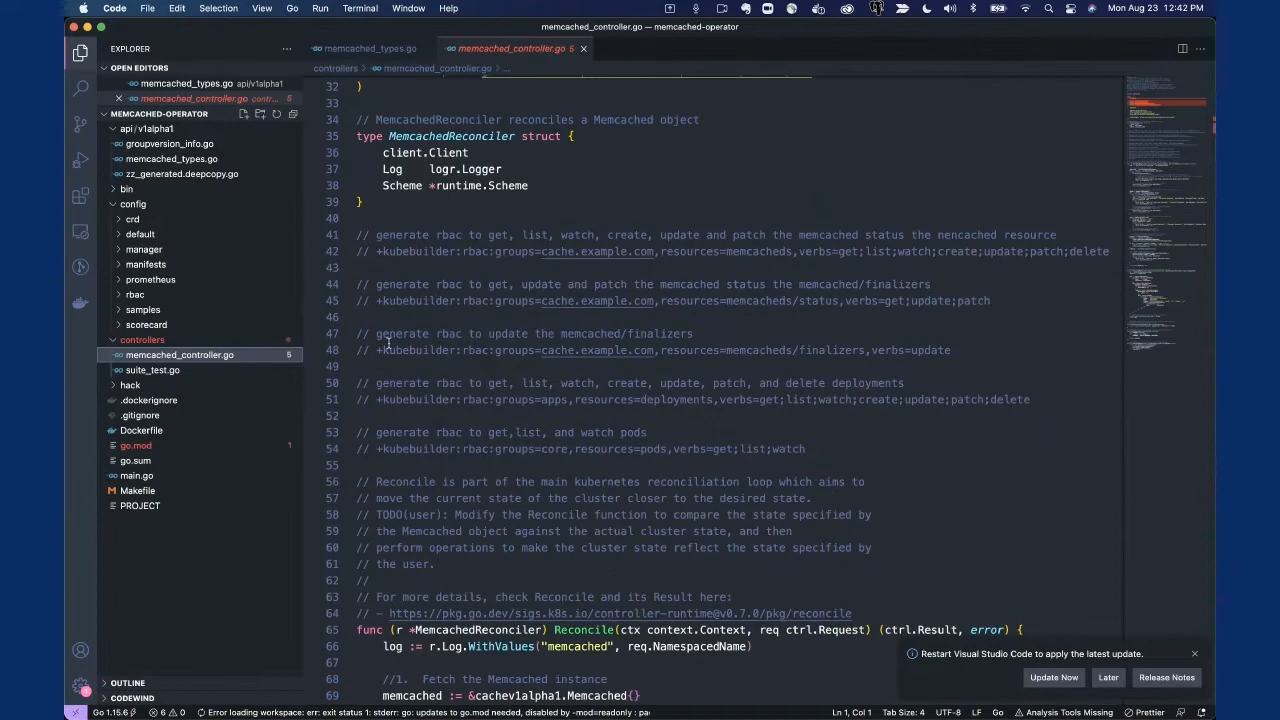 Code File Edit Selection View Go Run Terminal Window Help Mon Aug 23 12:42 PM
memcached_controller.go — memcached-operator
EXPLORER
OPEN EDITORS
memcached_types.go api/v1alpha1
memcached_controller.go contr... 5
MEMCACHED-OPERATOR
api / v1alpha1
groupversion_info.go
memcached_types.go
zz_generated.deepcopy.go
bin
config
crd
default
manager
manifests
prometheus
rbac
samples
scorecard
controllers
memcached_controller.go 5
suite_test.go
hack
.dockerignore
.gitignore
Dockerfile
go.mod 1
go.sum
main.go
Makefile
PROJECT
OUTLINE
CODEWIND
memcached_types.go memcached_controller.go 5
controllers > memcached_controller.go > ...
32 )
33
34 // MemcachedReconciler reconciles a Memcached object
35 type MemcachedReconciler struct {
36 client.Client
37 Log logr.Logger
38 Scheme *runtime.Scheme
39 }
40
41 // generate rbac to get, list, watch, create, update and patch the memcached status the nencached resource
42 // +kubebuilder:rbac:groups=cache.example.com,resources=memcacheds,verbs=get;list;watch;create;update;patch;delete
43
44 // generate rbac to get, update and patch the memcached status the memcached/finalizers
45 // +kubebuilder:rbac:groups=cache.example.com,resources=memcacheds/status,verbs=get;update;patch
46
47 // generate rbac to update the memcached/finalizers
48 // +kubebuilder:rbac:groups=cache.example.com,resources=memcacheds/finalizers,verbs=update
49
50 // generate rbac to get, list, watch, create, update, patch, and delete deployments
51 // +kubebuilder:rbac:groups=apps,resources=deployments,verbs=get;list;watch;create;update;patch;delete
52
53 // generate rbac to get,list, and watch pods
54 // +kubebuilder:rbac:groups=core,resources=pods,verbs=get;list;watch
55
56 // Reconcile is part of the main kubernetes reconciliation loop which aims to
57 // move the current state of the cluster closer to the desired state.
58 // TODO(user): Modify the Reconcile function to compare the state specified by
59 // the Memcached object against the actual cluster state, and then
60 // perform operations to make the cluster state reflect the state specified by
61 // the user.
62 //
63 // For more details, check Reconcile and its Result here:
64 // - https://pkg.go.dev/sigs.k8s.io/controller-runtime@v0.7.0/pkg/reconcile
65 func (r *MemcachedReconciler) Reconcile(ctx context.Context, req ctrl.Request) (ctrl.Result, error) {
66 log := r.Log.WithValues("memcached", req.NamespacedName)
67
68 //1. Fetch the Memcached instance
69 memcached := &cachev1alpha1.Memcached{}
Restart Visual Studio Code to apply the latest update.
Update Now Later Release Notes
1
Go 1.15.6 6 0 Error loading workspace: err: exit status 1: stderr: go: updates to go.mod needed, disabled by -mod=readonly : pa Ln 1, Col 1 Tab Size: 4 UTF-8 LF Go Analysis Tools Missing Prettier